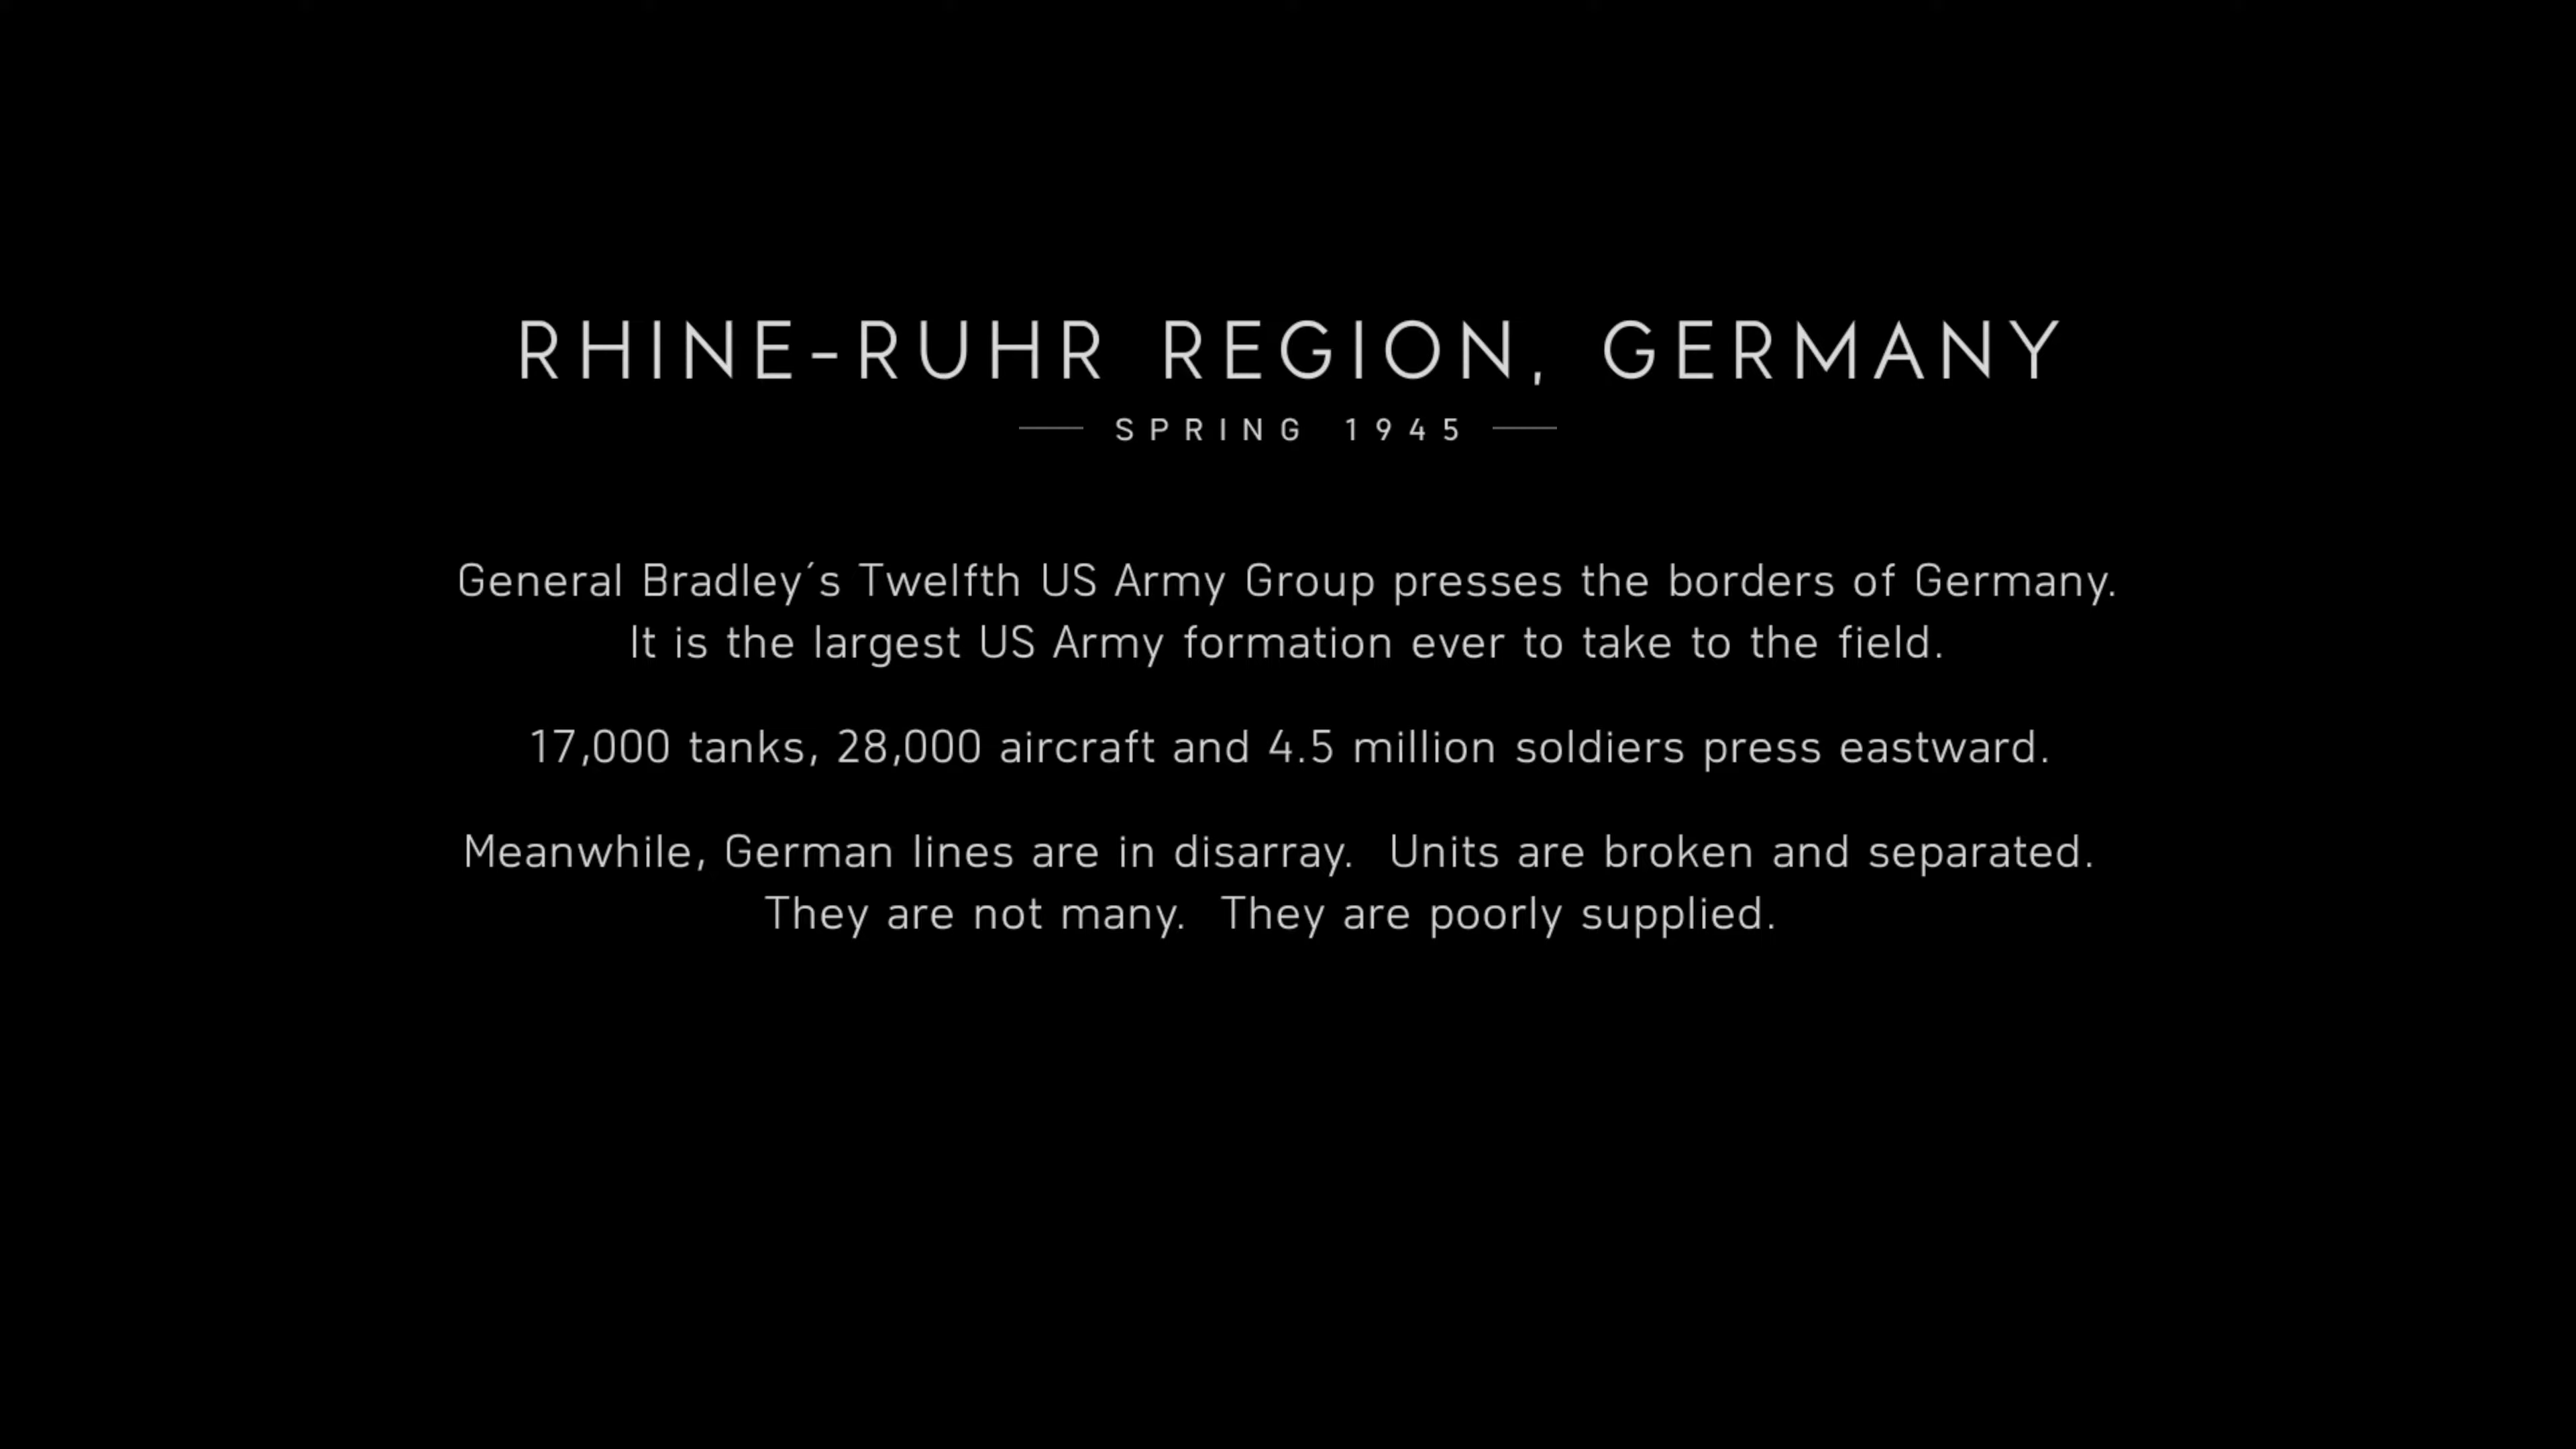 RHINE-RUHR REGION, GERMANY
SPRING 1945
General Bradley´s Twelfth US Army Group presses the borders of Germany.
It is the largest US Army formation ever to take to the field.
17,000 tanks, 28,000 aircraft and 4.5 million soldiers press eastward.
Meanwhile, German lines are in disarray.  Units are broken and separated.
They are not many.  They are poorly supplied.